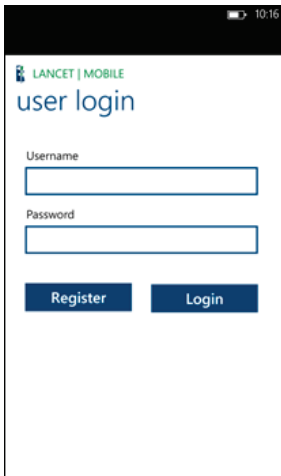 10:16
LANCET | MOBILE
user login
Username
Password
Register Login